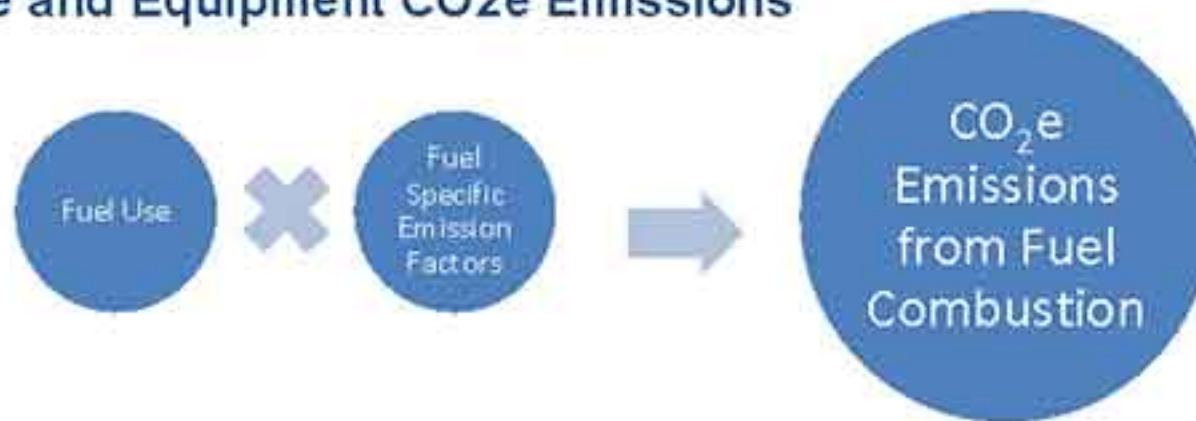 and Equipment CO2e Emissions
Fuel Use
Fuel
Specific
Emission
Factors
CO₂e
Emissions
from Fuel
Combustion